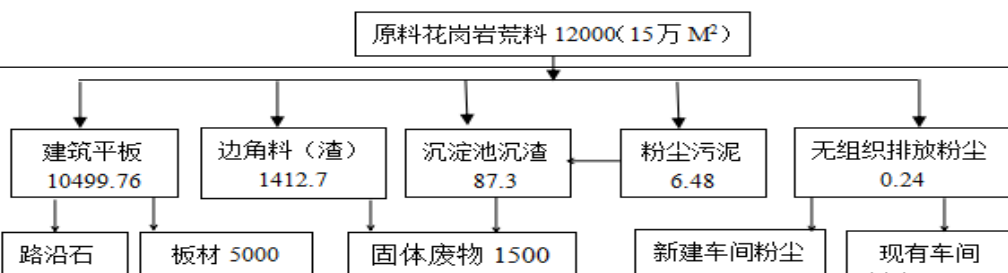 原料花岗岩荒料 12000（15万 M²）
建筑平板
10499.76
边角料（渣）
1412.7
沉淀池沉渣
87.3
粉尘污泥
6.48
无组织排放粉尘
0.24
路沿石
板材 5000
固体废物 1500
新建车间粉尘
现有车间